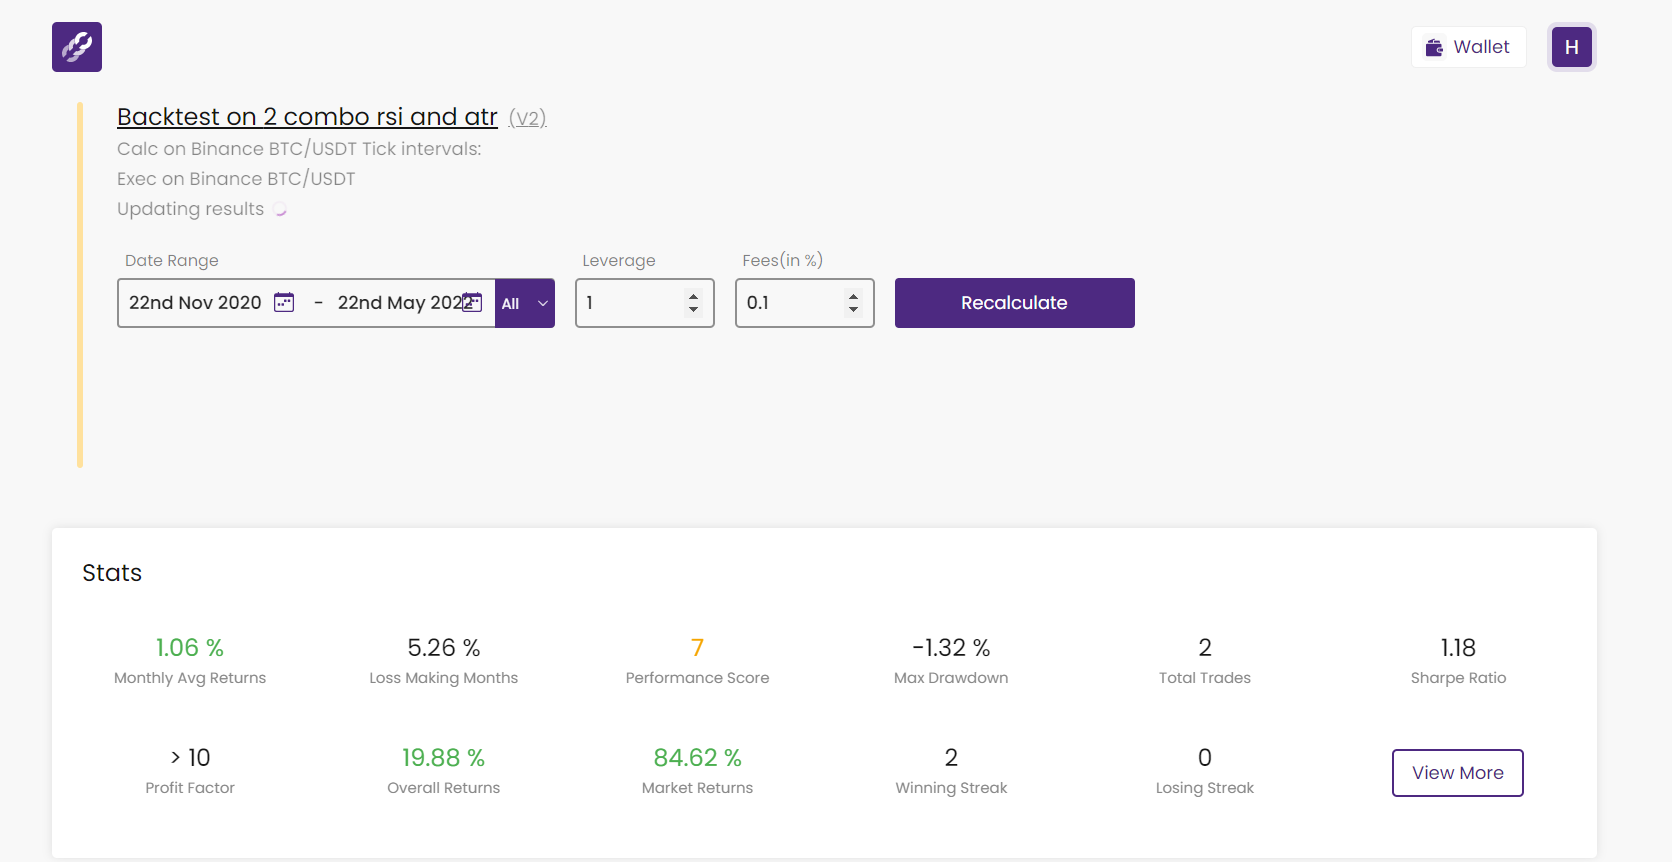 Wallet
H
Backtest on 2 combo rsi and atr (V2)
Calc on Binance BTC/USDT Tick intervals:
Exec on Binance BTC/USDT
Updating results
Date Range
Leverage
Fees(in %)
22nd Nov 2020 - 22nd May 2022
All
1
0.1
Recalculate
Stats
1.06 %
Monthly Avg Returns
5.26 %
Loss Making Months
7
Performance Score
-1.32 %
Max Drawdown
2
Total Trades
1.18
Sharpe Ratio
> 10
Profit Factor
19.88 %
Overall Returns
84.62 %
Market Returns
2
Winning Streak
0
Losing Streak
View More